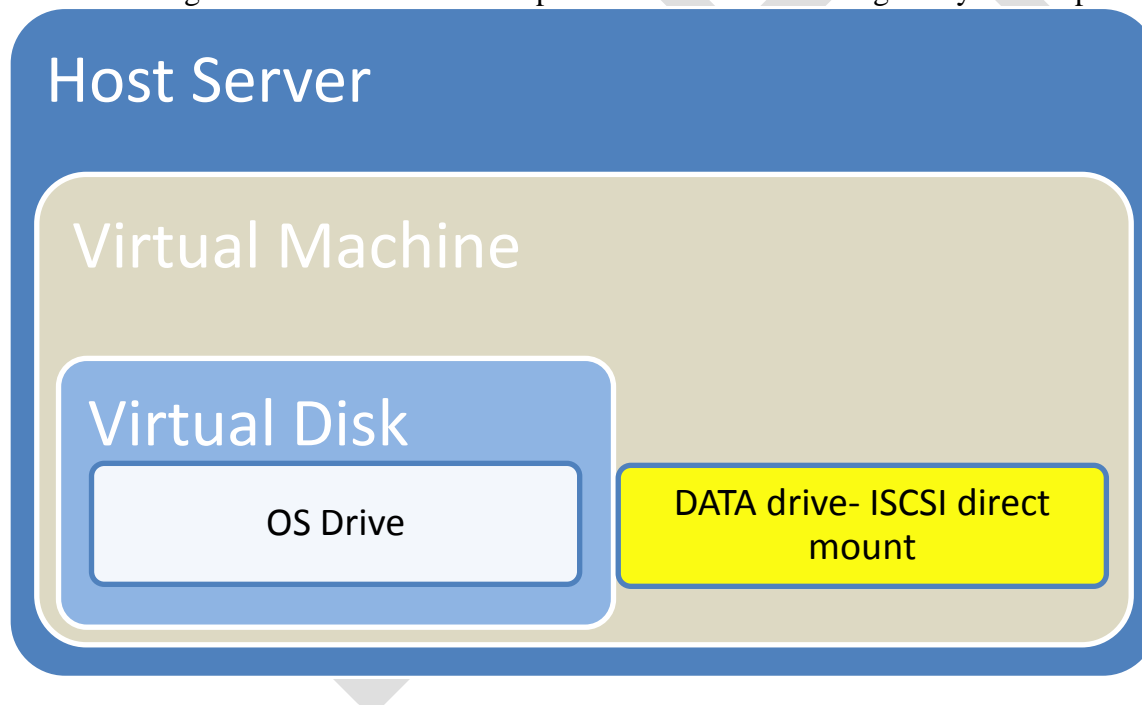 Host Server
Virtual Machine
Virtual Disk
OS Drive
DATA drive- ISCSI direct
mount